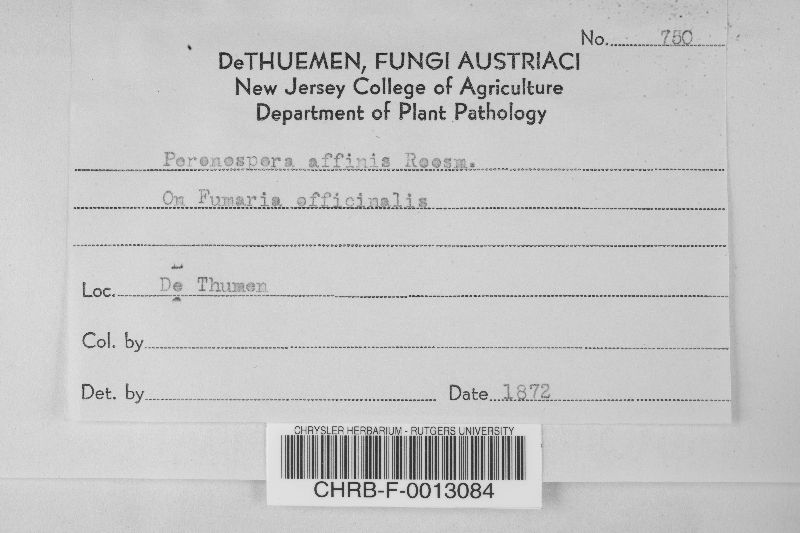 No. 750
DeTHUEMEN, FUNGI AUSTRIACI
New Jersey College of Agriculture
Department of Plant Pathology
Peronospora affinis Roesm.
On Fumaria officinalis
Loc. De Thumen
Col. by
Det. by Date 1872
CHRYSLER HERBARIUM - RUTGERS UNIVERSITY
CHRB-F-0013084